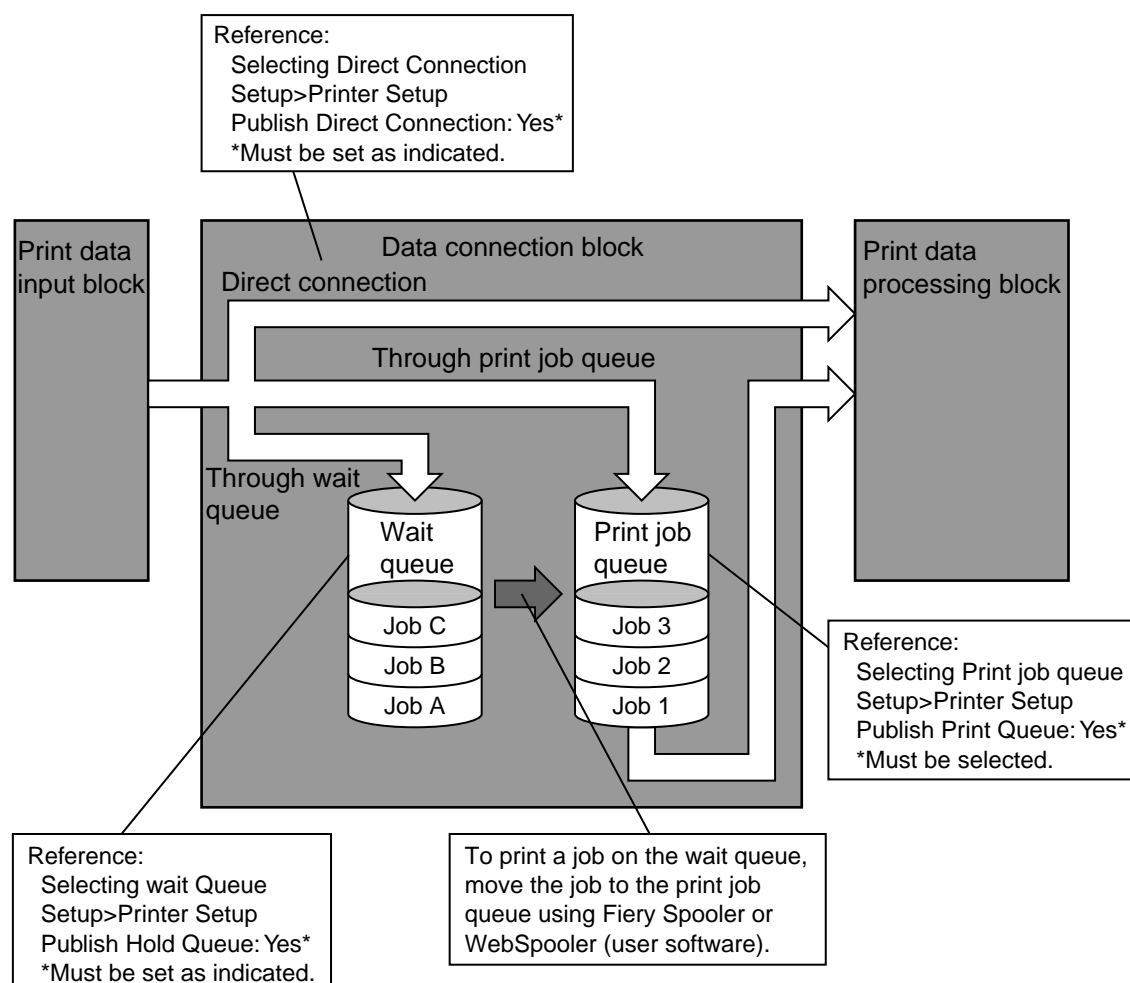 Reference:
Selecting Direct Connection
Setup>Printer Setup
Publish Direct Connection: Yes*
*Must be set as indicated.
Print data
input block
Data connection block
Direct connection
Print data
processing block
Through print job queue
Through wait
queue
Wait
queue
Job C
Job B
Job A
Print job
queue
Job 3
Job 2
Job 1
Reference:
Selecting Print job queue
Setup>Printer Setup
Publish Print Queue: Yes*
*Must be selected.
Reference:
Selecting wait Queue
Setup>Printer Setup
Publish Hold Queue: Yes*
*Must be set as indicated.
To print a job on the wait queue,
move the job to the print job
queue using Fiery Spooler or
WebSpooler (user software).